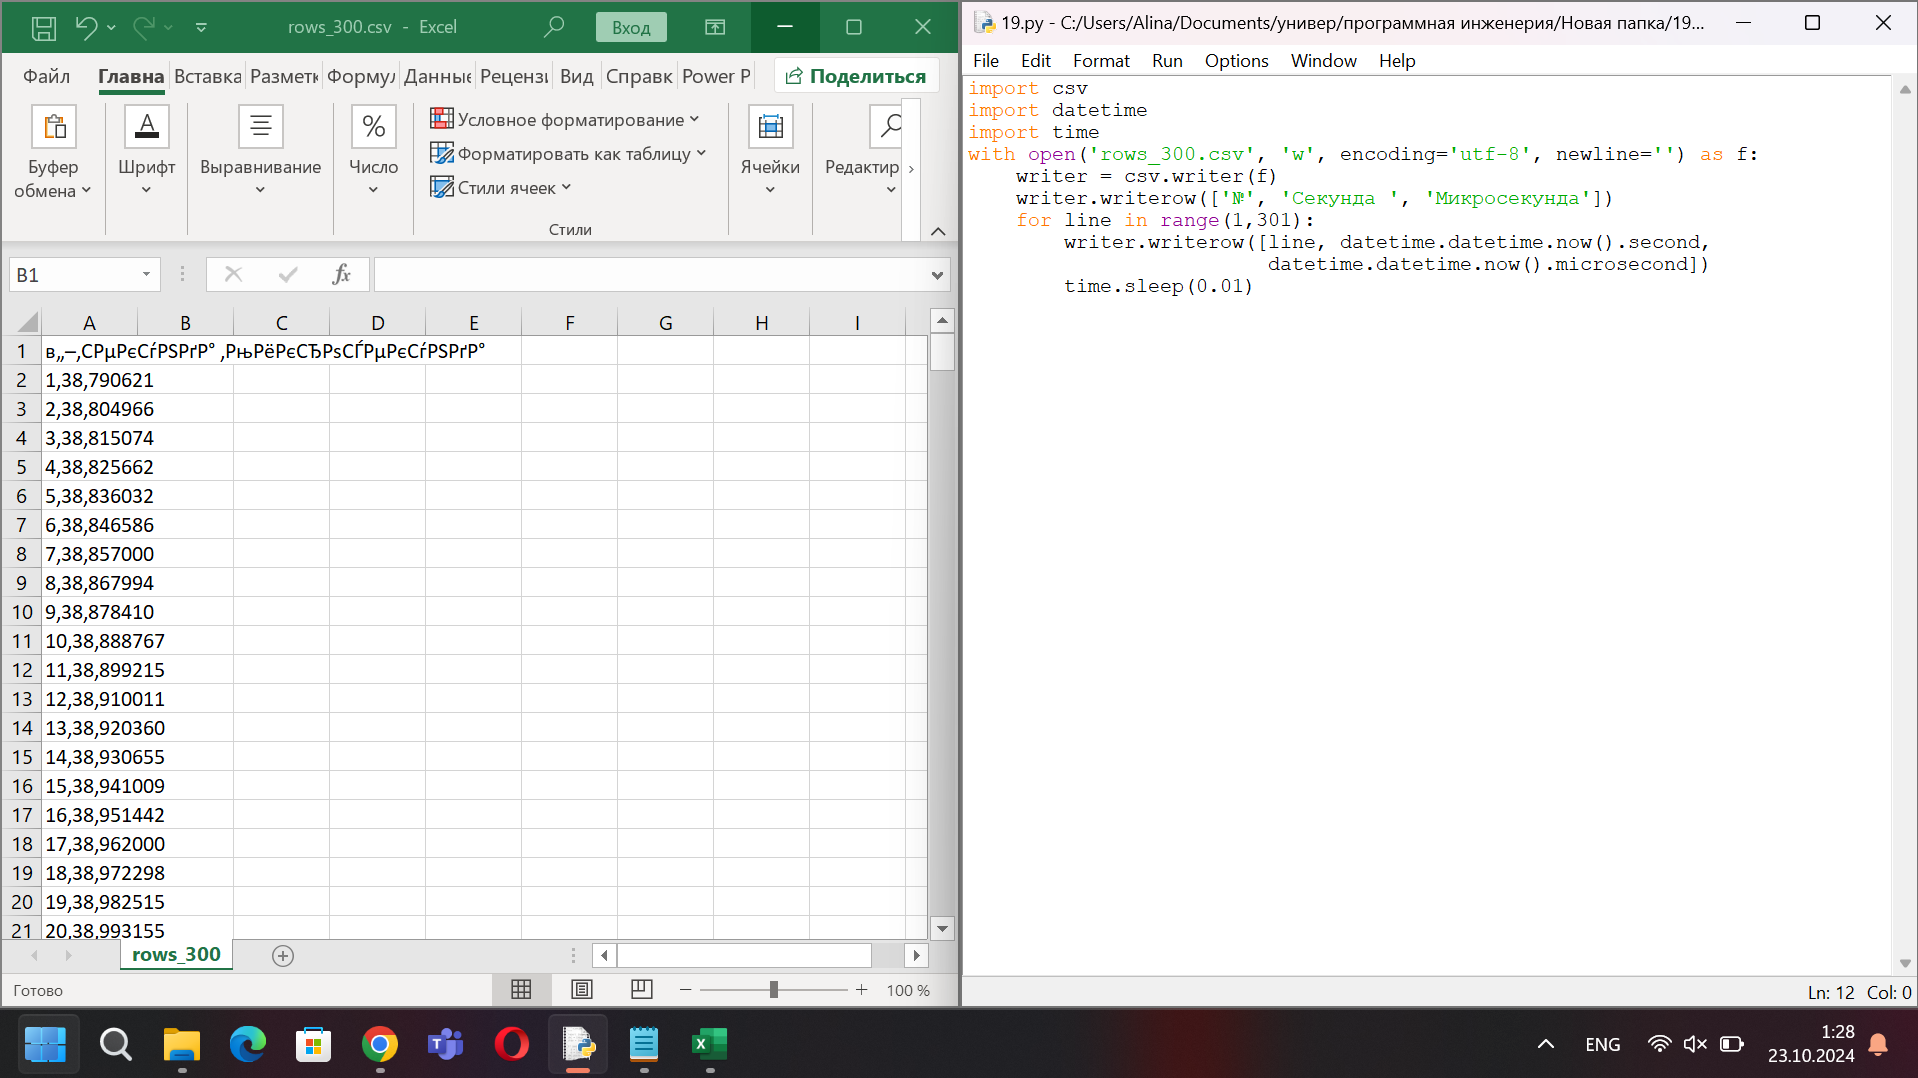 rows_300.csv - Excel
Вход
Файл
Главна
Вставка
Разметк
Формул
Данные
Рецензи
Вид
Справк
Power P
Поделиться
Буфер
обмена
Шрифт
Выравнивание
Число
Условное форматирование
Форматировать как таблицу
Стили ячеек
Стили
Ячейки
Редактир
B1
fx
A B C D E F G H I
1 в„–,РЎРµРєСѓРЅРґР° ,РњРёРєСЂРѕСЃРµРєСѓРЅРґР°
2 1,38,790621
3 2,38,804966
4 3,38,815074
5 4,38,825662
6 5,38,836032
7 6,38,846586
8 7,38,857000
9 8,38,867994
10 9,38,878410
11 10,38,888767
12 11,38,899215
13 12,38,910011
14 13,38,920360
15 14,38,930655
16 15,38,941009
17 16,38,951442
18 17,38,962000
19 18,38,972298
20 19,38,982515
21 20,38,993155
rows_300
Готово
100 %
19.py - C:/Users/Alina/Documents/универ/программная инженерия/Новая папка/19...
File Edit Format Run Options Window Help
import csv
import datetime
import time
with open('rows_300.csv', 'w', encoding='utf-8', newline='') as f:
    writer = csv.writer(f)
    writer.writerow(['№', 'Секунда ', 'Микросекунда'])
    for line in range(1,301):
        writer.writerow([line, datetime.datetime.now().second,
                         datetime.datetime.now().microsecond])
        time.sleep(0.01)
Ln: 12 Col: 0
ENG
1:28
23.10.2024